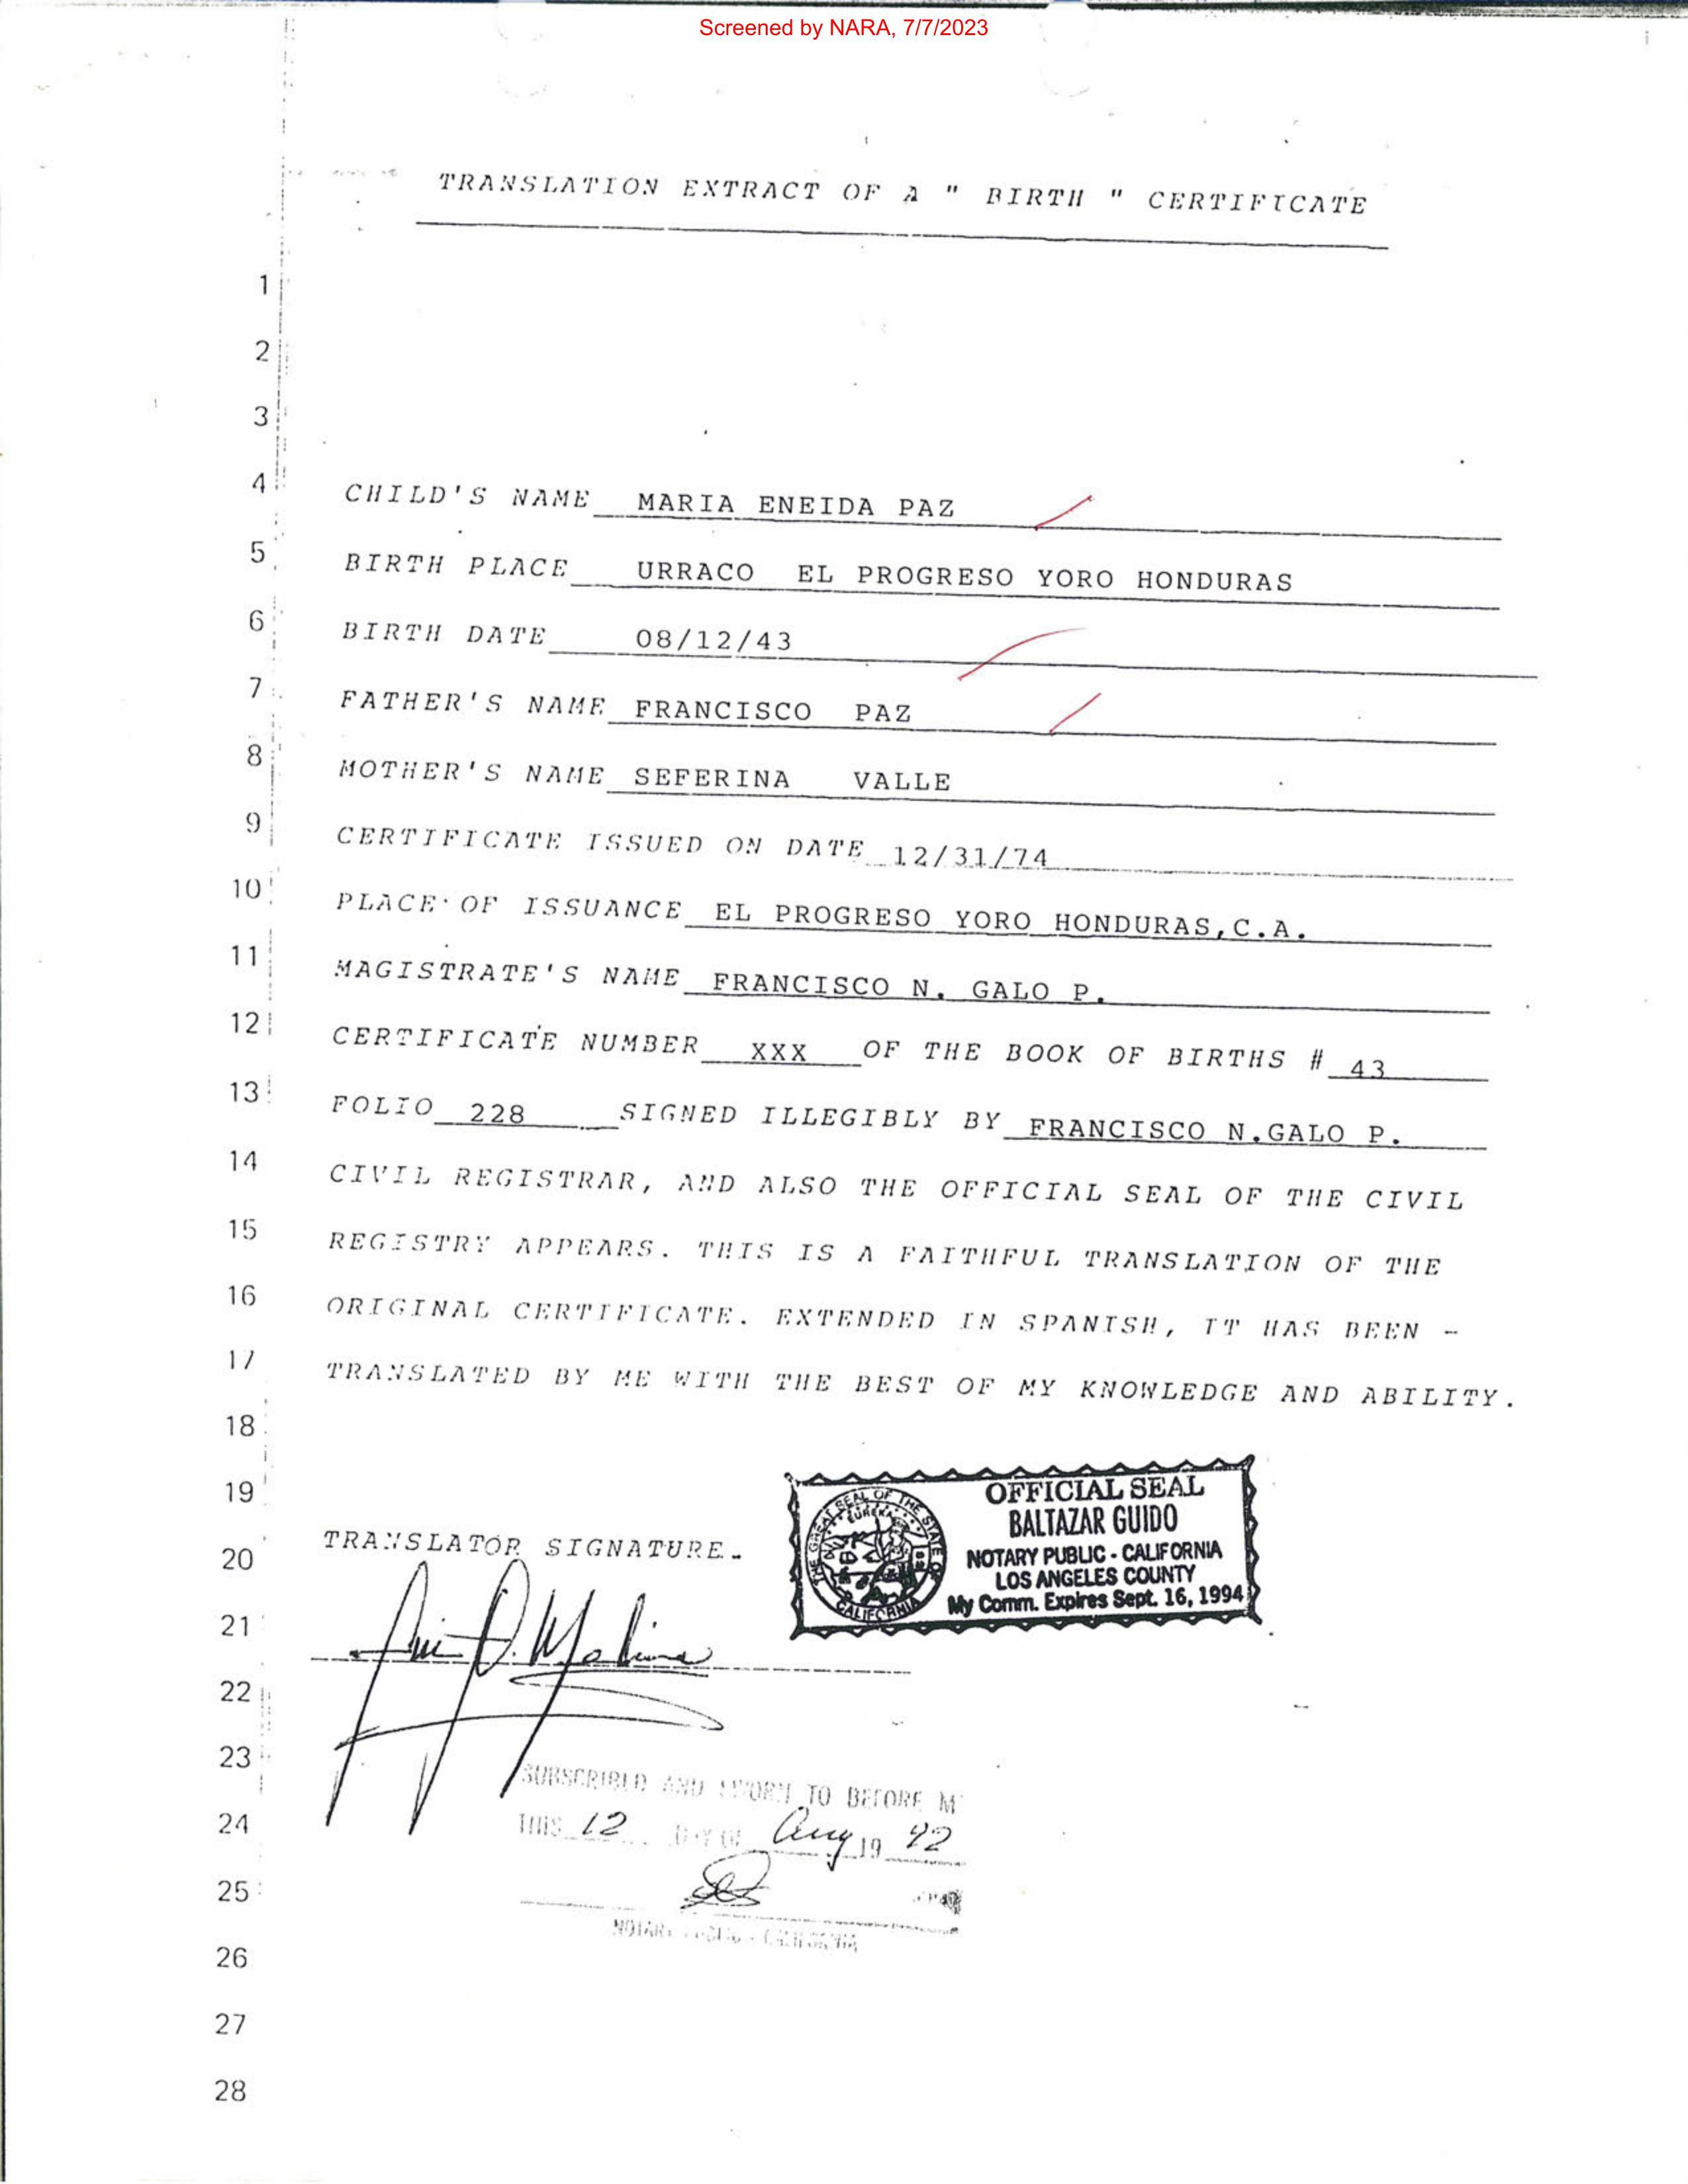 Screened by NARA, 7/7/2023
TRANSLATION EXTRACT OF A " BIRTH " CERTIFICATE
1
2
3
4 CHILD'S NAME MARIA ENEIDA PAZ
5 BIRTH PLACE URRACO EL PROGRESO YORO HONDURAS
6 BIRTH DATE 08/12/43
7 FATHER'S NAME FRANCISCO PAZ
8 MOTHER'S NAME SEFERINA VALLE
9 CERTIFICATE ISSUED ON DATE 12/31/74
10 PLACE OF ISSUANCE EL PROGRESO YORO HONDURAS,C.A.
11 MAGISTRATE'S NAME FRANCISCO N. GALO P.
12 CERTIFICATE NUMBER XXX OF THE BOOK OF BIRTHS # 43
13 FOLIO 228 SIGNED ILLEGIBLY BY FRANCISCO N.GALO P.
14 CIVIL REGISTRAR, AND ALSO THE OFFICIAL SEAL OF THE CIVIL
15 REGISTRY APPEARS. THIS IS A FAITHFUL TRANSLATION OF THE
16 ORIGINAL CERTIFICATE. EXTENDED IN SPANISH, IT HAS BEEN -
17 TRANSLATED BY ME WITH THE BEST OF MY KNOWLEDGE AND ABILITY.
18
19
20 TRANSLATOR SIGNATURE.
THE GREAT SEAL OF THE STATE OF CALIFORNIA
EUREKA
OFFICIAL SEAL
BALTAZAR GUIDO
NOTARY PUBLIC - CALIFORNIA
LOS ANGELES COUNTY
My Comm. Expires Sept. 16, 1994
21
22
23 SUBSCRIBED AND SWORN TO BEFORE M
24 THIS 12 DAY OF Aug 19 92
25
NOTARY PUBLIC - CALIFORNIA
26
27
28